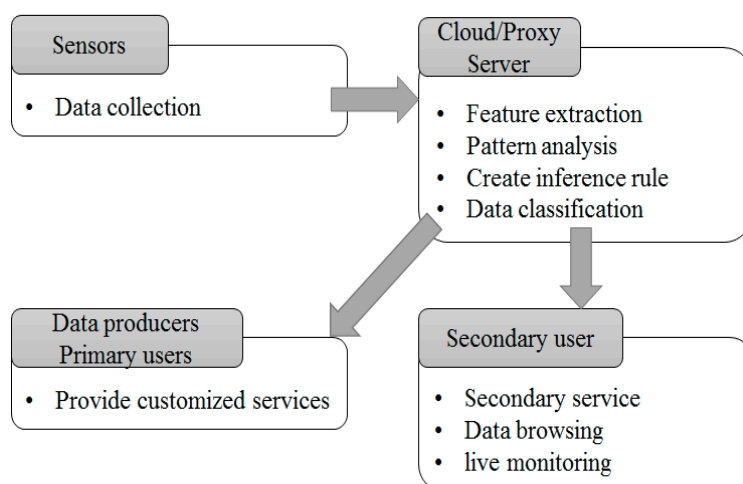 Sensors
• Data collection
Cloud/Proxy
Server
• Feature extraction
• Pattern analysis
• Create inference rule
• Data classification
Data producers
Primary users
• Provide customized services
Secondary user
• Secondary service
• Data browsing
• live monitoring